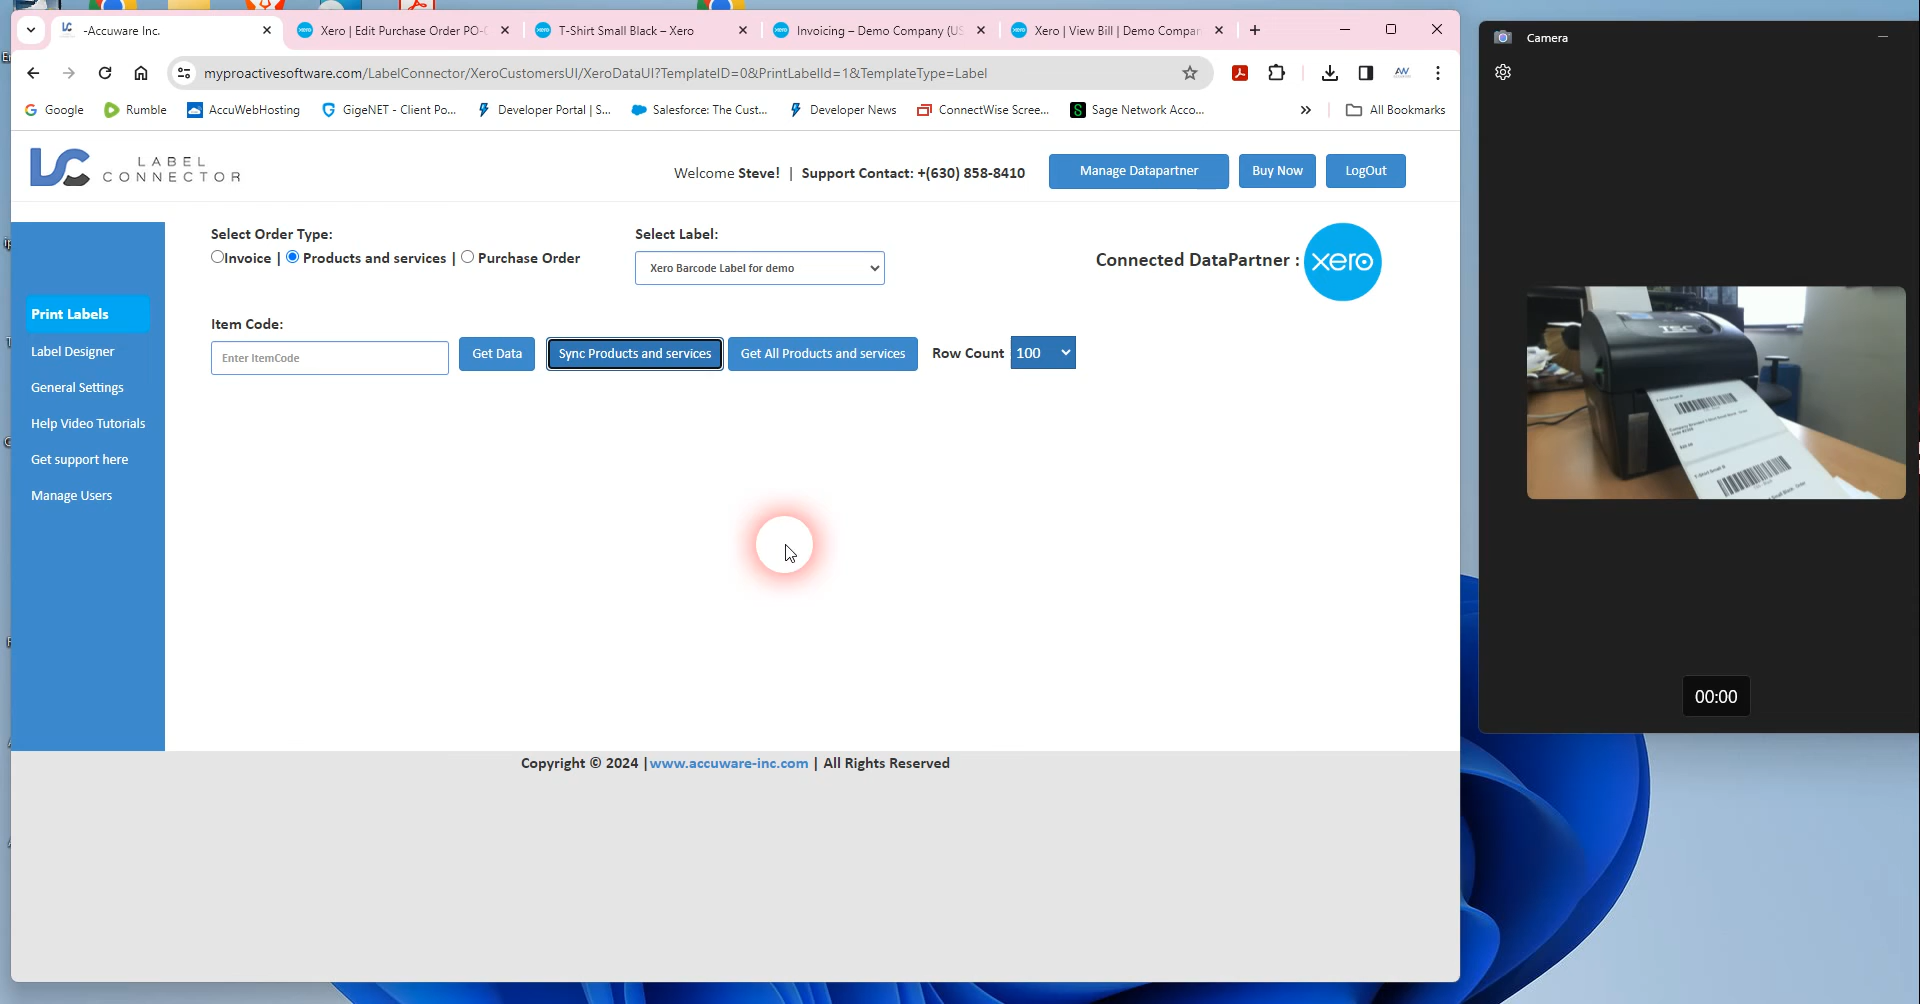 -Accuware Inc.
Xero | Edit Purchase Order PO-
T-Shirt Small Black – Xero
Invoicing – Demo Company (US
Xero | View Bill | Demo Compan
myproactivesoftware.com/LabelConnector/XeroCustomersUI/XeroDataUI?TemplateID=0&PrintLabelId=1&TemplateType=Label
Google
Rumble
AccuWebHosting
GigeNET - Client Po...
Developer Portal | S...
Salesforce: The Cust...
Developer News
ConnectWise Scree...
Sage Network Acco...
»
All Bookmarks
LABEL
CONNECTOR
Welcome Steve! | Support Contact: +(630) 858-8410
Manage Datapartner
Buy Now
LogOut
Select Order Type:
Invoice | Products and services | Purchase Order
Select Label:
Xero Barcode Label for demo
Connected DataPartner :
xero
Print Labels
Label Designer
General Settings
Help Video Tutorials
Get support here
Manage Users
Item Code:
Enter ItemCode
Get Data
Sync Products and services
Get All Products and services
Row Count
100
Copyright © 2024 |www.accuware-inc.com | All Rights Reserved
Camera
TSC
00:00